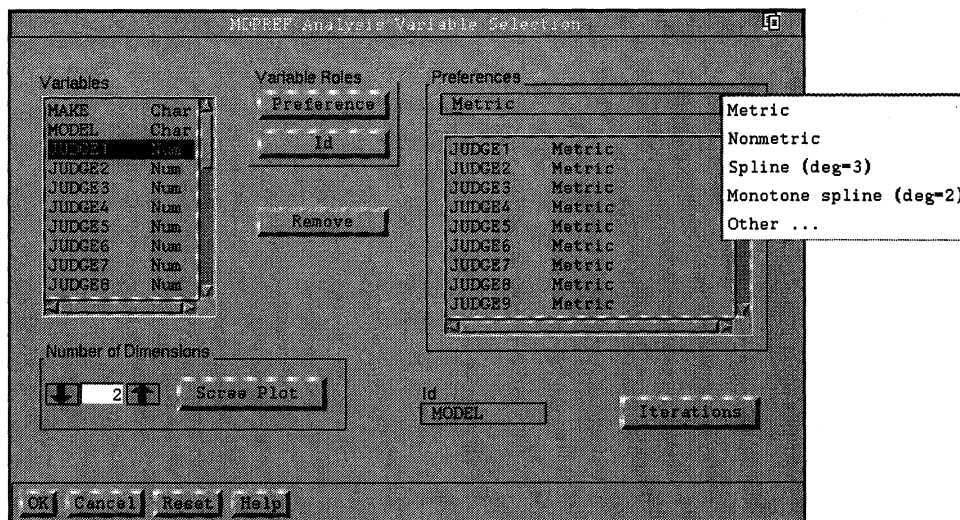 MDPREF Analysis Variable Selection
Variables
MAKE Char
MODEL Char
JUDGE1 Num
JUDGE2 Num
JUDGE3 Num
JUDGE4 Num
JUDGE5 Num
JUDGE6 Num
JUDGE7 Num
JUDGE8 Num
Variable Roles
Preference
Id
Remove
Preferences
Metric
JUDGE1 Metric
JUDGE2 Metric
JUDGE3 Metric
JUDGE4 Metric
JUDGE5 Metric
JUDGE6 Metric
JUDGE7 Metric
JUDGE8 Metric
JUDGE9 Metric
Metric
Nonmetric
Spline (deg=3)
Monotone spline (deg=2)
Other ...
Number of Dimensions
2
Scree Plot
Id
MODEL
Iterations
OK Cancel Reset Help